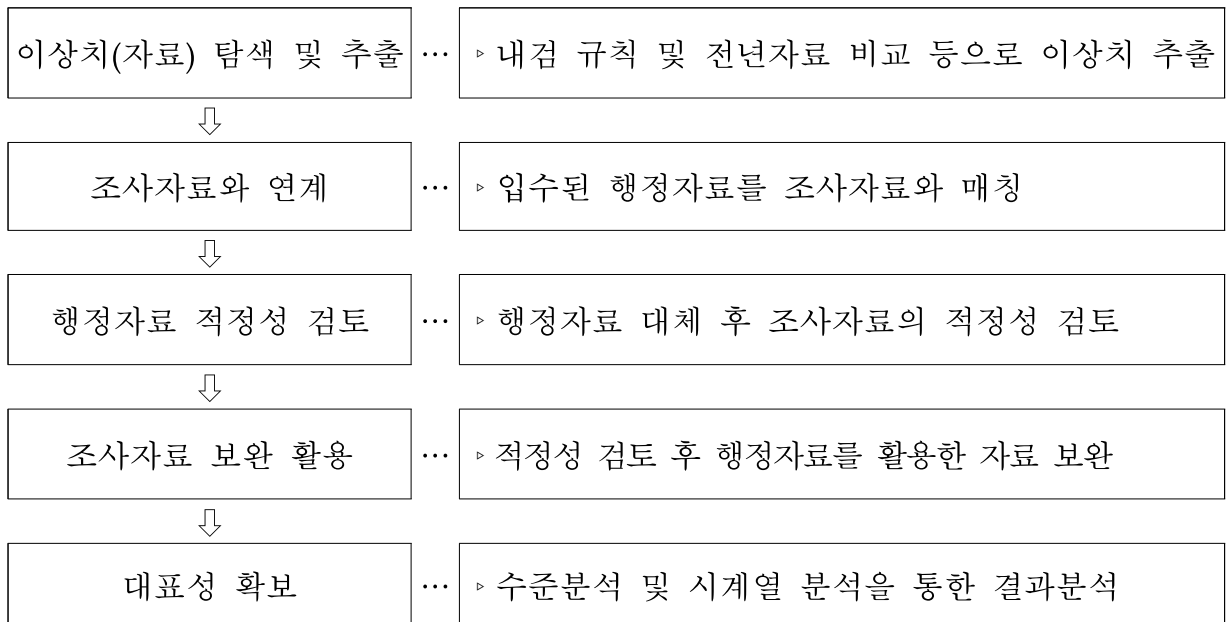 이상치(자료) 탐색 및 추출 … ▹ 내검 규칙 및 전년자료 비교 등으로 이상치 추출
조사자료와 연계 … ▹ 입수된 행정자료를 조사자료와 매칭
행정자료 적정성 검토 … ▹ 행정자료 대체 후 조사자료의 적정성 검토
조사자료 보완 활용 … ▹ 적정성 검토 후 행정자료를 활용한 자료 보완
대표성 확보 … ▹ 수준분석 및 시계열 분석을 통한 결과분석